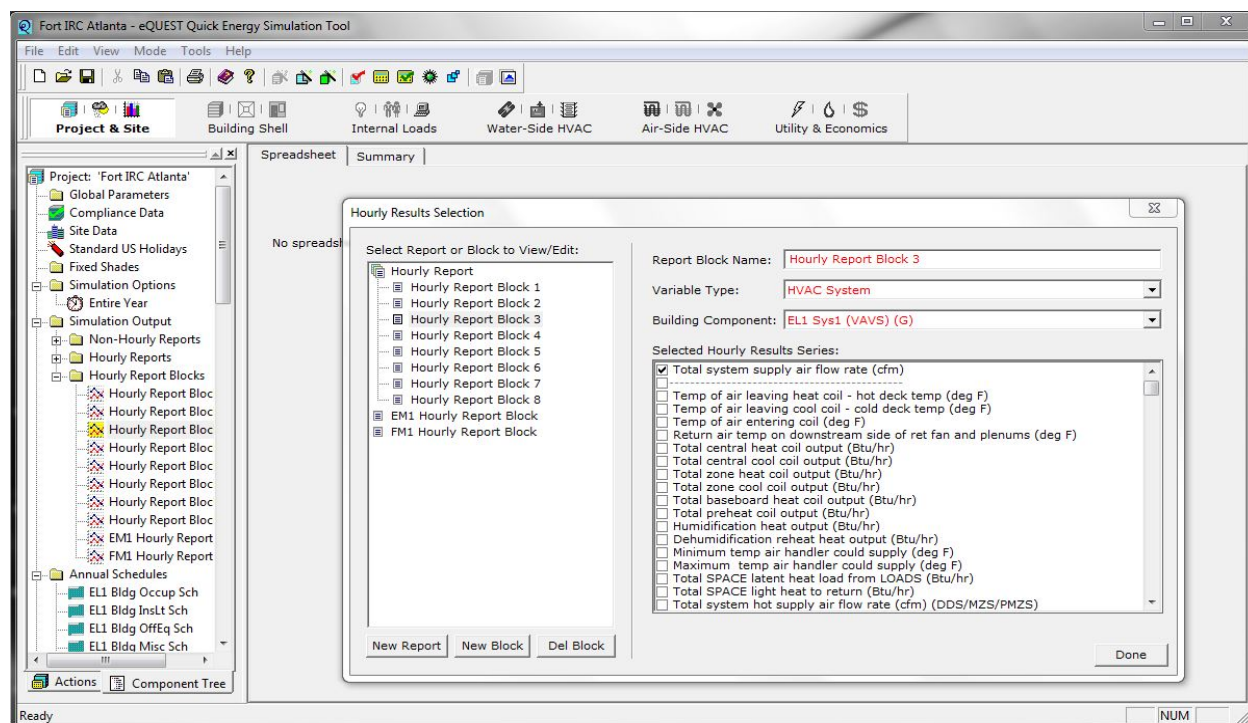 Fort IRC Atlanta - eQUEST Quick Energy Simulation Tool
File Edit View Mode Tools Help
Project & Site
Building Shell
Internal Loads
Water-Side HVAC
Air-Side HVAC
Utility & Economics
Project: 'Fort IRC Atlanta'
Global Parameters
Compliance Data
Site Data
Standard US Holidays
Fixed Shades
Simulation Options
Entire Year
Simulation Output
Non-Hourly Reports
Hourly Reports
Hourly Report Blocks
Hourly Report Bloc
Hourly Report Bloc
Hourly Report Bloc
Hourly Report Bloc
Hourly Report Bloc
Hourly Report Bloc
Hourly Report Bloc
Hourly Report Bloc
EM1 Hourly Report
FM1 Hourly Report
Annual Schedules
EL1 Bldg Occup Sch
EL1 Bldg InsLt Sch
EL1 Bldg OffEq Sch
EL1 Bldg Misc Sch
Actions
Component Tree
Spreadsheet
Summary
No spreadsh
Hourly Results Selection
Select Report or Block to View/Edit:
Hourly Report
Hourly Report Block 1
Hourly Report Block 2
Hourly Report Block 3
Hourly Report Block 4
Hourly Report Block 5
Hourly Report Block 6
Hourly Report Block 7
Hourly Report Block 8
EM1 Hourly Report Block
FM1 Hourly Report Block
New Report
New Block
Del Block
Report Block Name: Hourly Report Block 3
Variable Type: HVAC System
Building Component: EL1 Sys1 (VAVS) (G)
Selected Hourly Results Series:
Total system supply air flow rate (cfm)
----------------------------------------
Temp of air leaving heat coil - hot deck temp (deg F)
Temp of air leaving cool coil - cold deck temp (deg F)
Temp of air entering coil (deg F)
Return air temp on downstream side of ret fan and plenums (deg F)
Total central heat coil output (Btu/hr)
Total central cool coil output (Btu/hr)
Total zone heat coil output (Btu/hr)
Total zone cool coil output (Btu/hr)
Total baseboard heat coil output (Btu/hr)
Total preheat coil output (Btu/hr)
Humidification heat output (Btu/hr)
Dehumidification reheat heat output (Btu/hr)
Minimum temp air handler could supply (deg F)
Maximum temp air handler could supply (deg F)
Total SPACE latent heat load from LOADS (Btu/hr)
Total SPACE light heat to return (Btu/hr)
Total system hot supply air flow rate (cfm) (DDS/MZS/PMZS)
Done
Ready
NUM